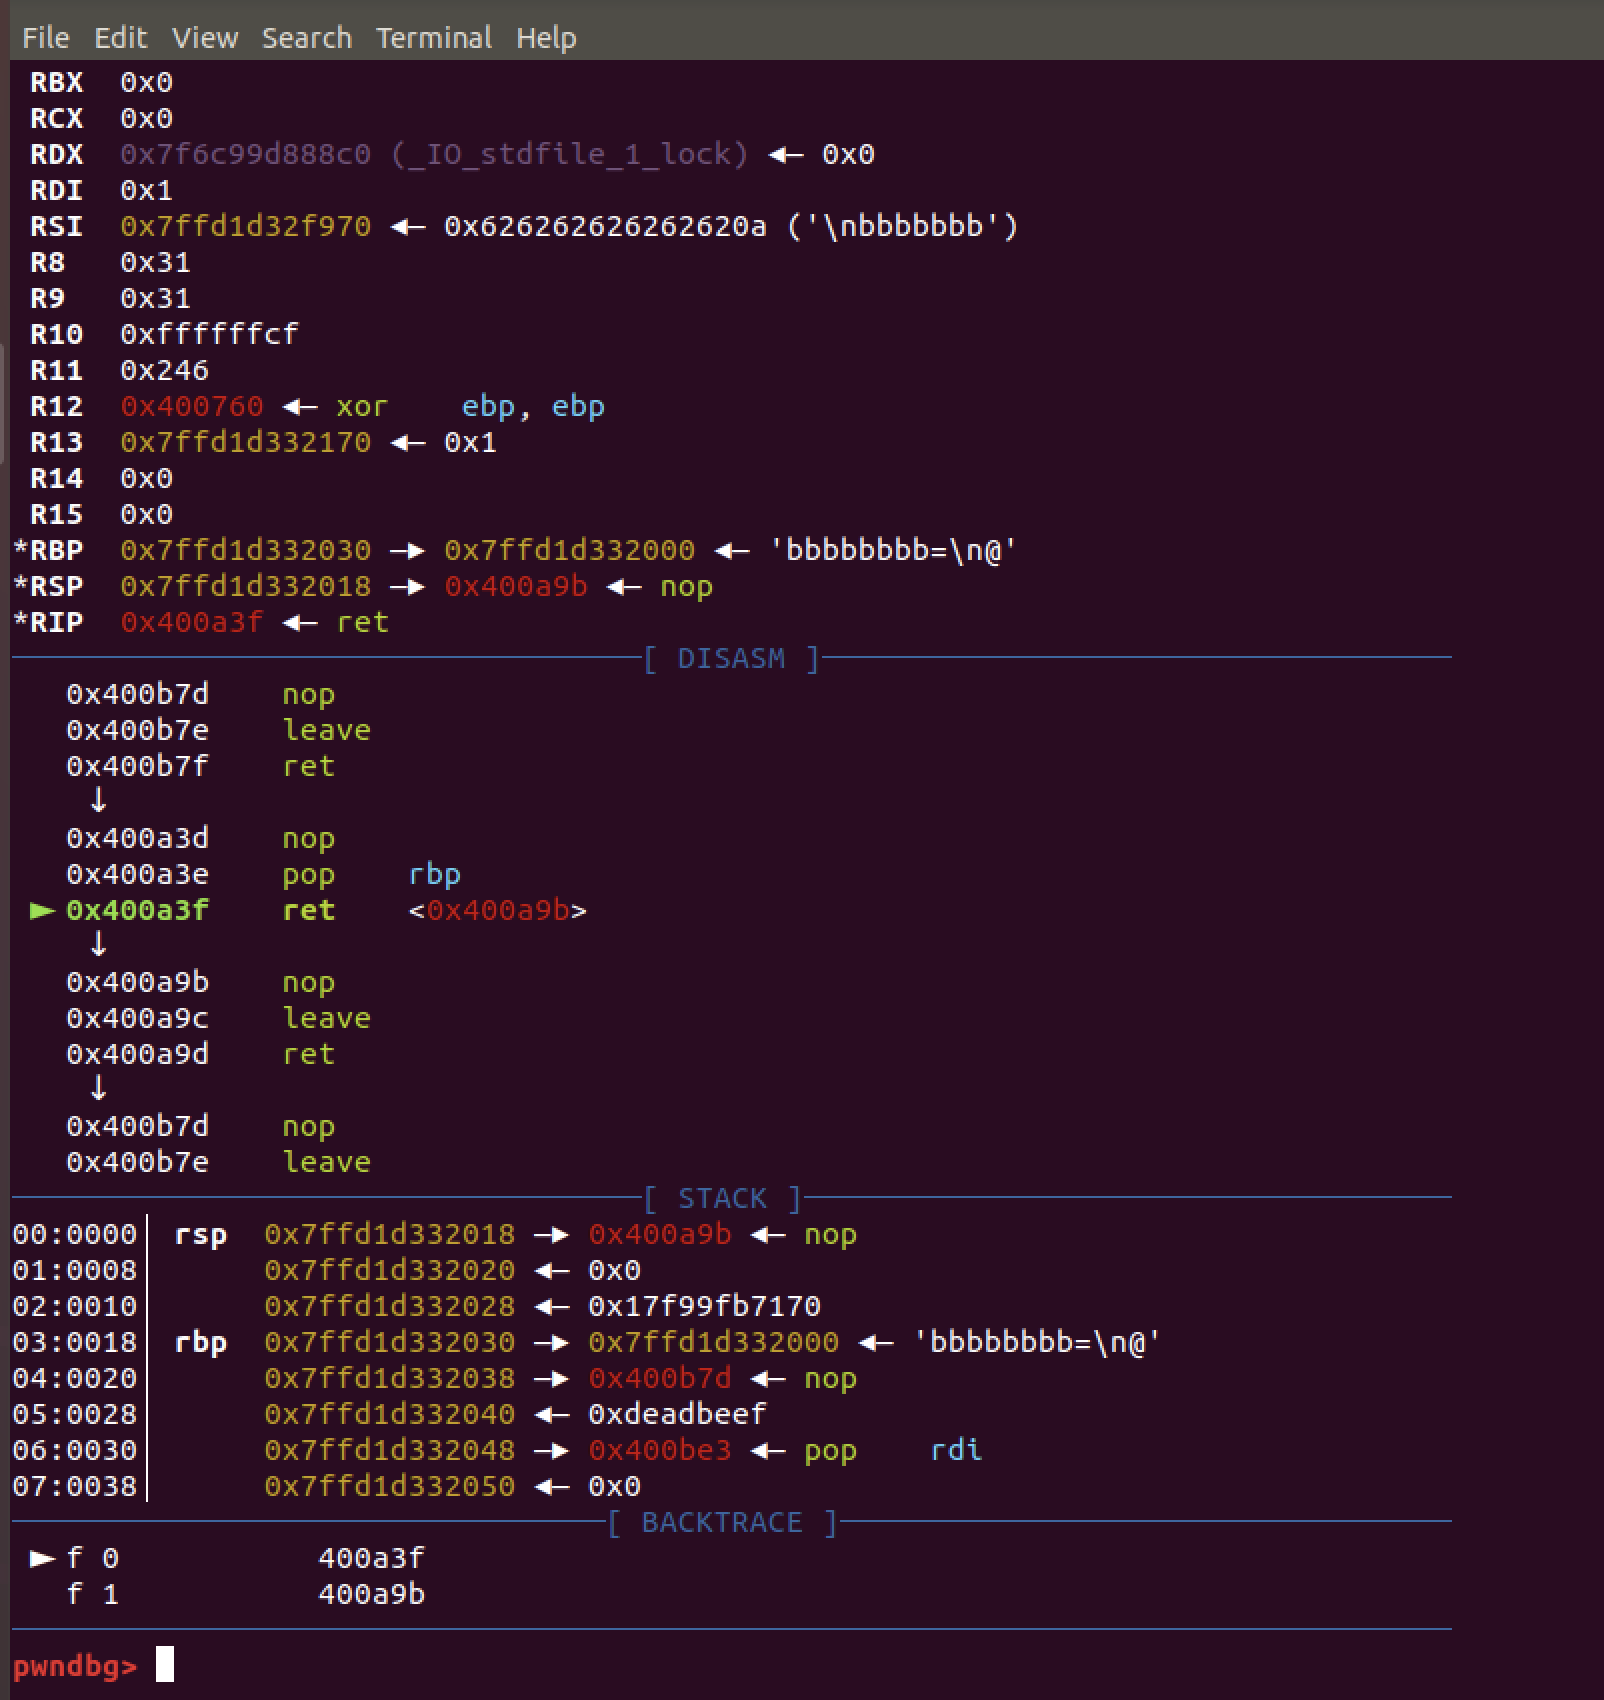 File Edit View Search Terminal Help
RBX 0x0
RCX 0x0
RDX 0x7f6c99d888c0 (_IO_stdfile_1_lock) ◂— 0x0
RDI 0x1
RSI 0x7ffd1d32f970 ◂— 0x626262626262620a ('\nbbbbbbb')
R8 0x31
R9 0x31
R10 0xffffffcf
R11 0x246
R12 0x400760 ◂— xor ebp, ebp
R13 0x7ffd1d332170 ◂— 0x1
R14 0x0
R15 0x0
*RBP 0x7ffd1d332030 —▸ 0x7ffd1d332000 ◂— 'bbbbbbbb=\n@'
*RSP 0x7ffd1d332018 —▸ 0x400a9b ◂— nop
*RIP 0x400a3f ◂— ret
[ DISASM ]
0x400b7d nop
0x400b7e leave
0x400b7f ret
↓
0x400a3d nop
0x400a3e pop rbp
► 0x400a3f ret <0x400a9b>
↓
0x400a9b nop
0x400a9c leave
0x400a9d ret
↓
0x400b7d nop
0x400b7e leave
[ STACK ]
00:0000│ rsp 0x7ffd1d332018 —▸ 0x400a9b ◂— nop
01:0008│ 0x7ffd1d332020 ◂— 0x0
02:0010│ 0x7ffd1d332028 ◂— 0x17f99fb7170
03:0018│ rbp 0x7ffd1d332030 —▸ 0x7ffd1d332000 ◂— 'bbbbbbbb=\n@'
04:0020│ 0x7ffd1d332038 —▸ 0x400b7d ◂— nop
05:0028│ 0x7ffd1d332040 ◂— 0xdeadbeef
06:0030│ 0x7ffd1d332048 —▸ 0x400be3 ◂— pop rdi
07:0038│ 0x7ffd1d332050 ◂— 0x0
[ BACKTRACE ]
► f 0 400a3f
f 1 400a9b
pwndbg>